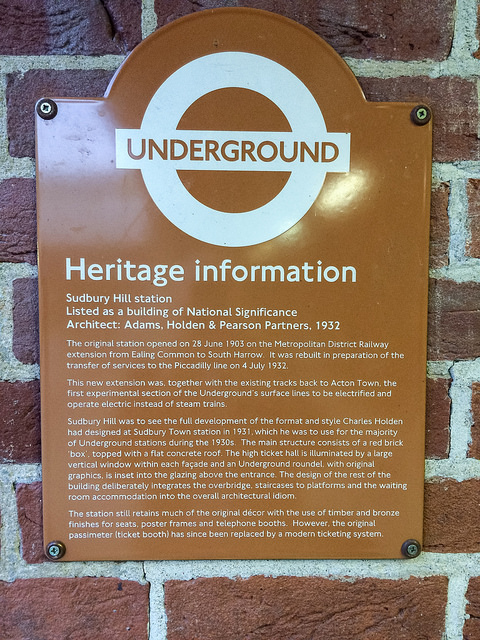 UNDERGROUND
Heritage information
Sudbury Hill station
Listed as a building of National Significance
Architect: Adams, Holden & Pearson Partners, 1932
The original station opened on 28 June 1903 on the Metropolitan District Railway
extension from Ealing Common to South Harrow. It was rebuilt in preparation of the
transfer of services to the Piccadilly line on 4 July 1932.
This new extension was, together with the existing tracks back to Acton Town, the
first experimental section of the Underground's surface lines to be electrified and
operate electric instead of steam trains.
Sudbury Hill was to see the full development of the format and style Charles Holden
had designed at Sudbury Town station in 1931, which he was to use for the majority
of Underground stations during the 1930s. The main structure consists of a red brick
'box', topped with a flat concrete roof. The high ticket hall is illuminated by a large
vertical window within each façade and an Underground roundel, with original
graphics, is inset into the glazing above the entrance. The design of the rest of the
building deliberately integrates the overbridge, staircases to platforms and the waiting
room accommodation into the overall architectural idiom.
The station still retains much of the original décor with the use of timber and bronze
finishes for seats, poster frames and telephone booths. However, the original
passimeter (ticket booth) has since been replaced by a modern ticketing system.